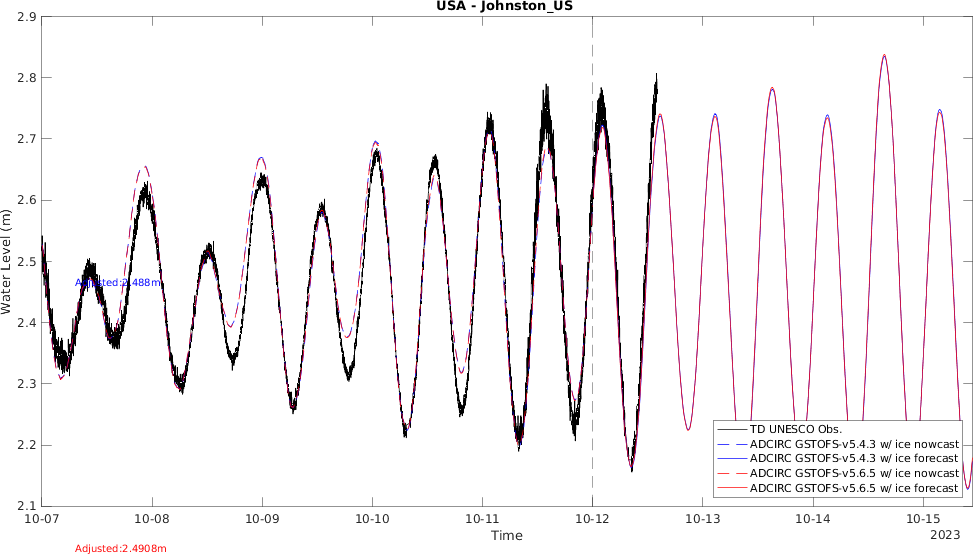 USA - Johnston_US
2.9
2.8
2.7
2.6
2.5
2.4
2.3
2.2
2.1
Water Level (m)
Adjusted:2.488m
TD UNESCO Obs.
ADCIRC GSTOFS-v5.4.3 w/ ice nowcast
ADCIRC GSTOFS-v5.4.3 w/ ice forecast
ADCIRC GSTOFS-v5.6.5 w/ ice nowcast
ADCIRC GSTOFS-v5.6.5 w/ ice forecast
10-07 10-08 10-09 10-10 10-11 10-12 10-13 10-14 10-15
Time
2023
Adjusted:2.4908m